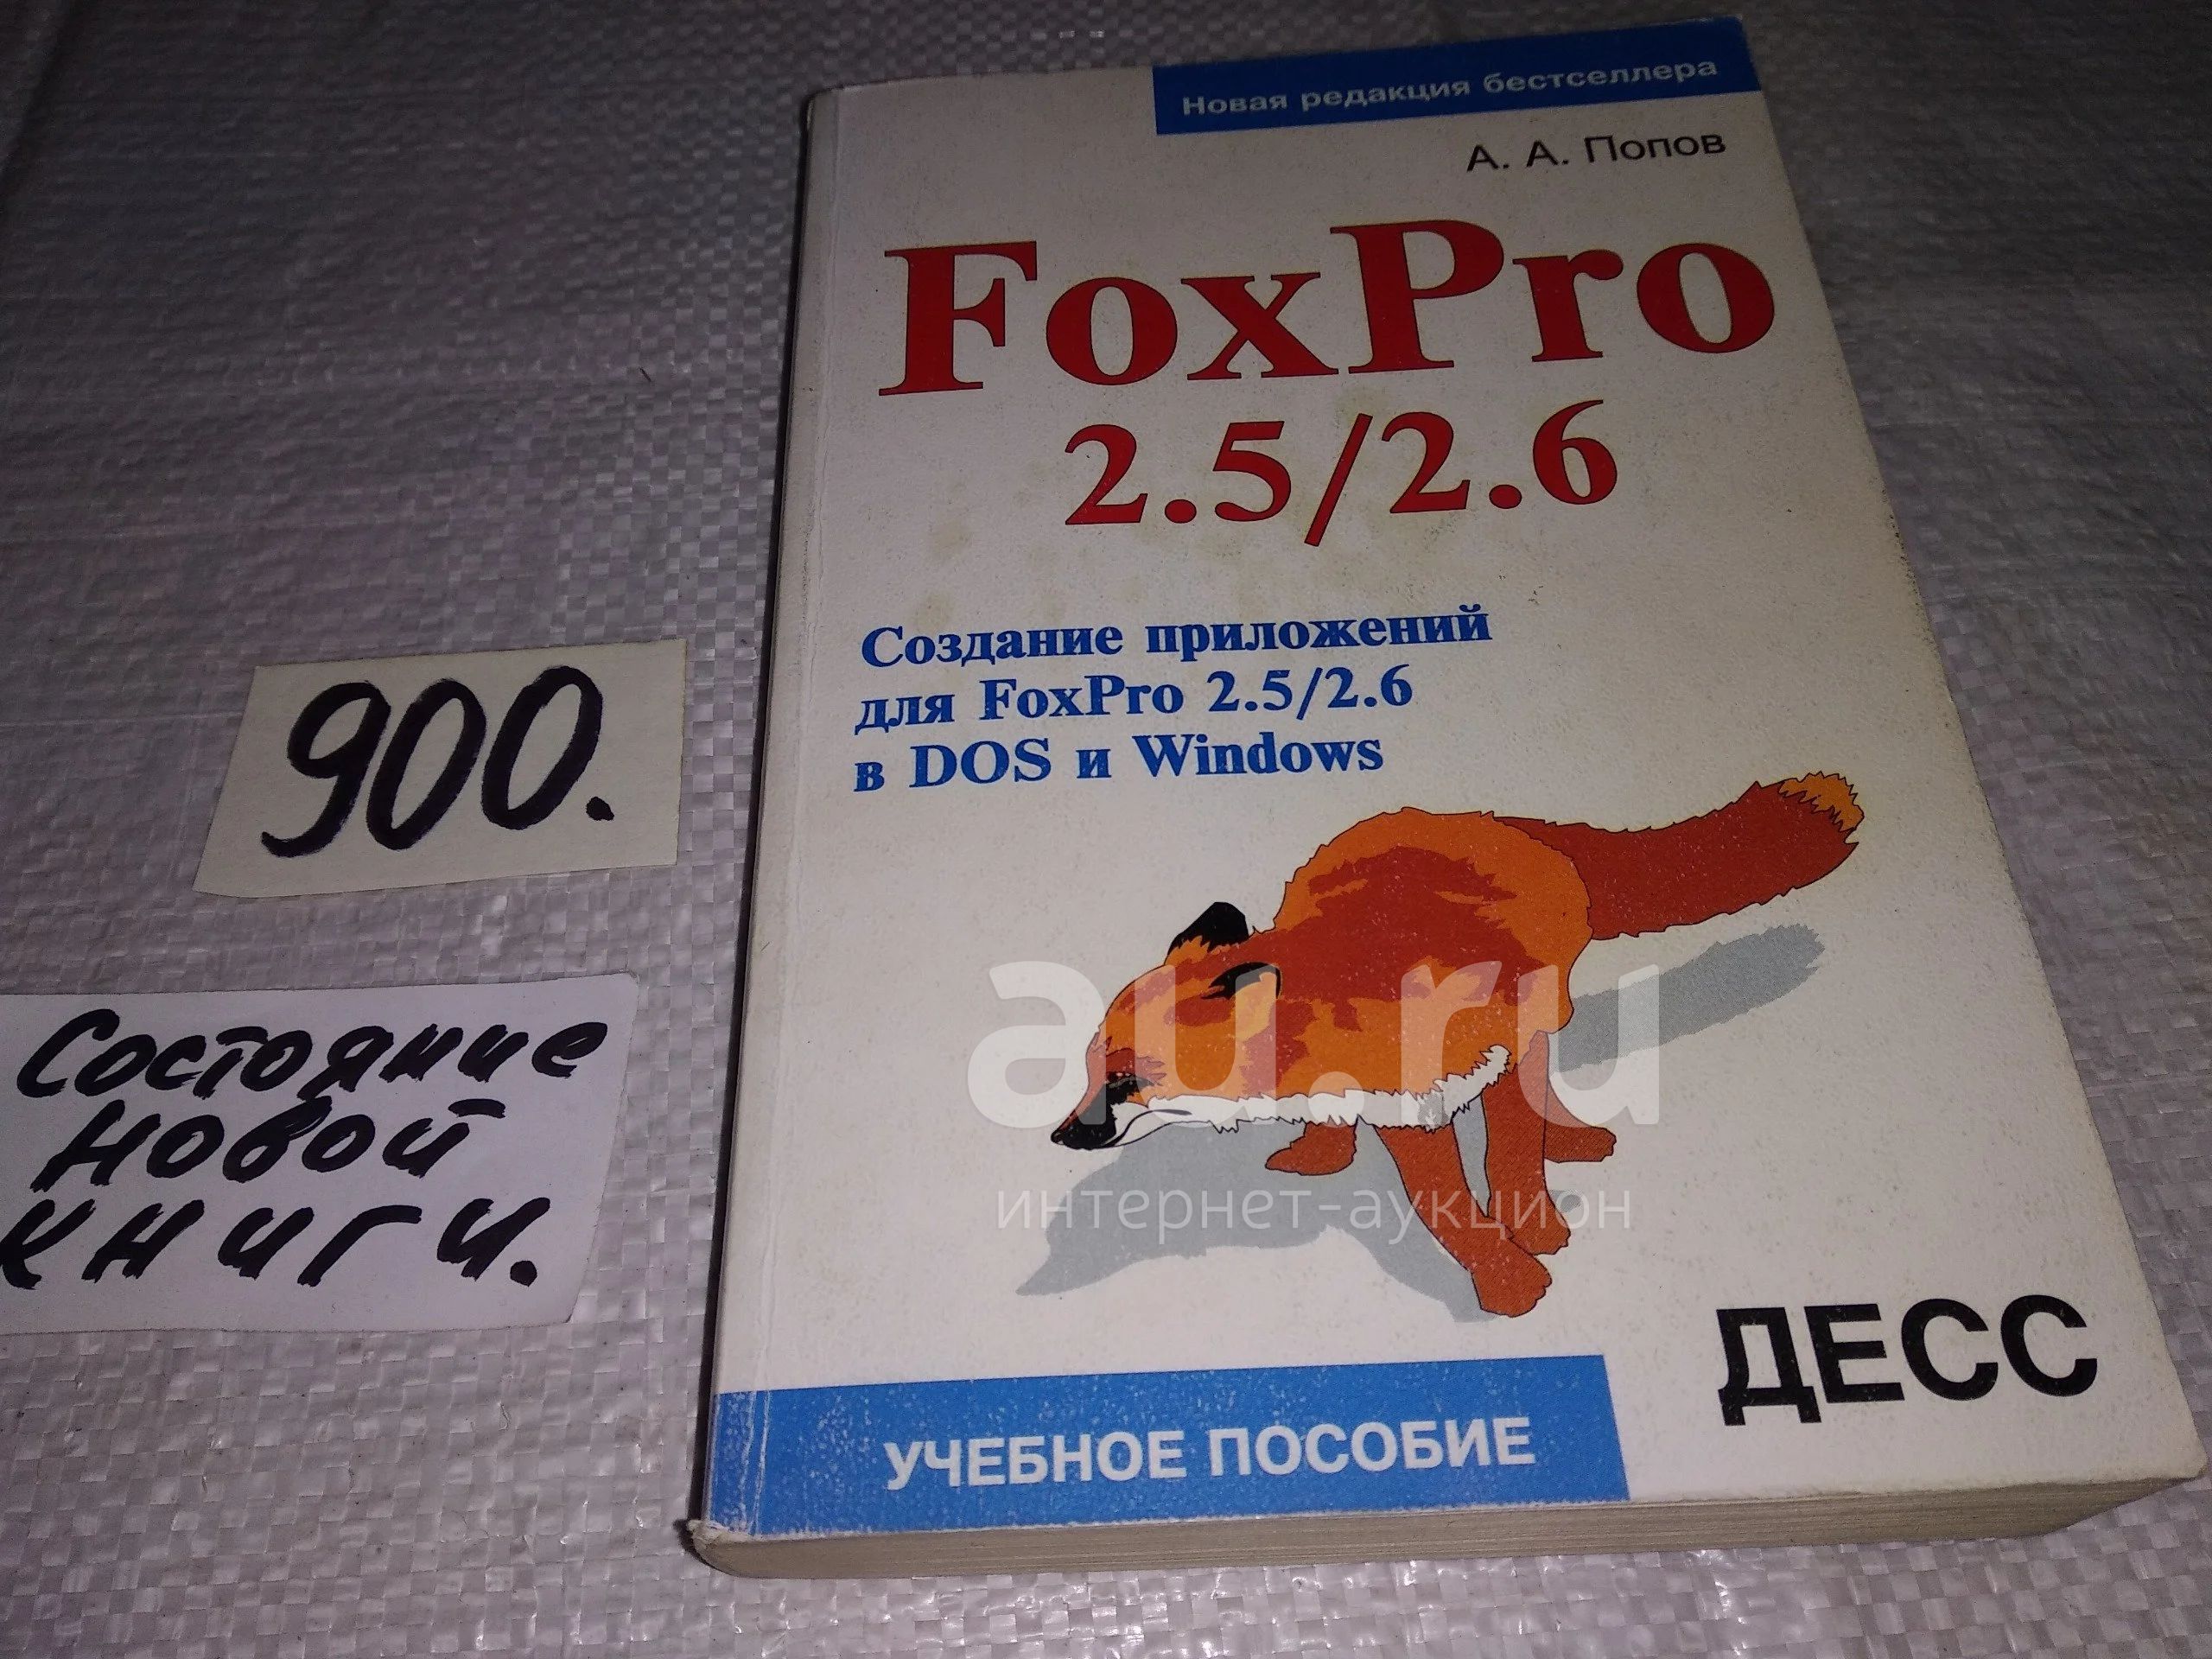 Новая редакция бестселлера
А. А. Попов
FoxPro
2.5/2.6
Создание приложений
для FoxPro 2.5/2.6
в DOS и Windows
900.
Состояние
новой
книги.
au.ru
интернет-аукцион
ДЕСС
УЧЕБНОЕ ПОСОБИЕ